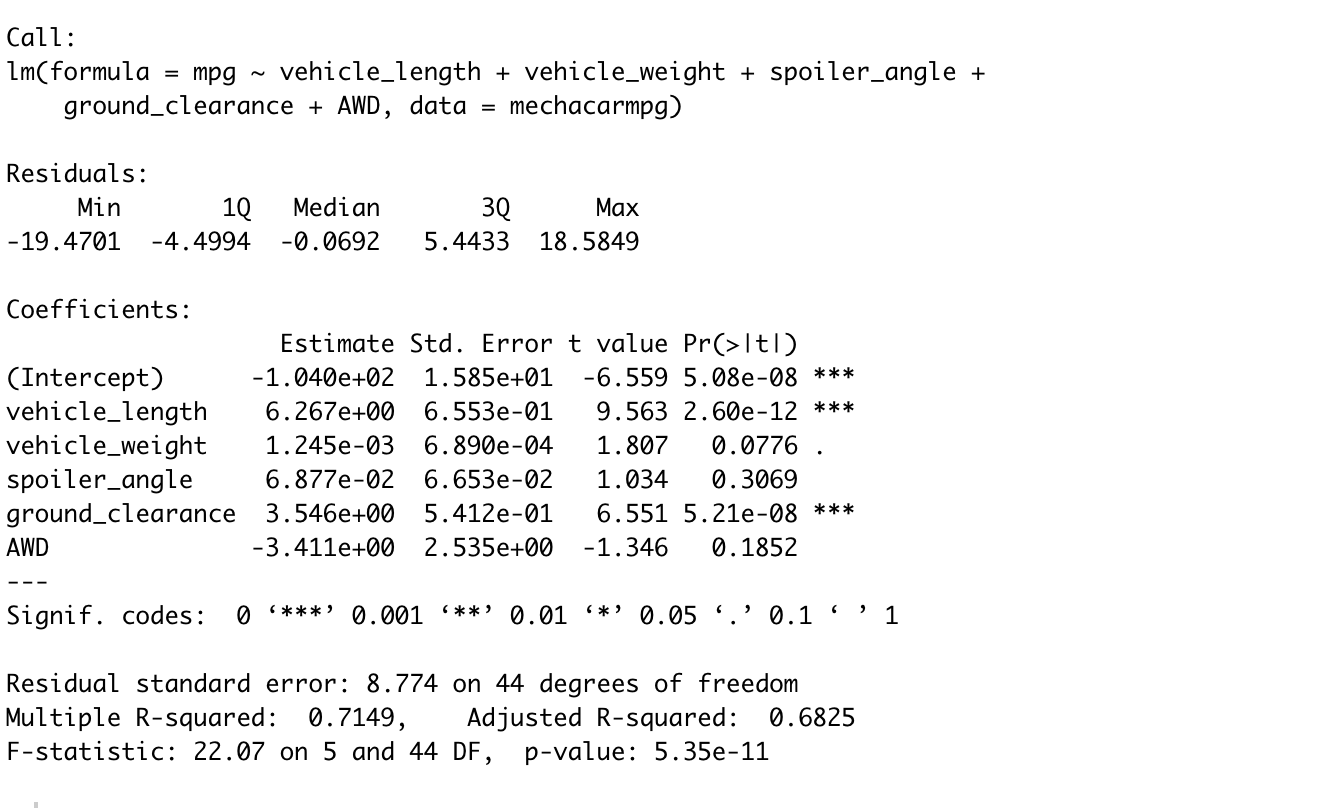 Call:
lm(formula = mpg ~ vehicle_length + vehicle_weight + spoiler_angle +
    ground_clearance + AWD, data = mechacarmpg)

Residuals:
     Min       1Q   Median       3Q      Max
-19.4701  -4.4994  -0.0692   5.4433  18.5849

Coefficients:
                   Estimate Std. Error t value Pr(>|t|)
(Intercept)      -1.040e+02  1.585e+01  -6.559 5.08e-08 ***
vehicle_length    6.267e+00  6.553e-01   9.563 2.60e-12 ***
vehicle_weight    1.245e-03  6.890e-04   1.807   0.0776 .
spoiler_angle     6.877e-02  6.653e-02   1.034   0.3069
ground_clearance  3.546e+00  5.412e-01   6.551 5.21e-08 ***
AWD              -3.411e+00  2.535e+00  -1.346   0.1852
---
Signif. codes:  0 ‘***’ 0.001 ‘**’ 0.01 ‘*’ 0.05 ‘.’ 0.1 ‘ ’ 1

Residual standard error: 8.774 on 44 degrees of freedom
Multiple R-squared:  0.7149,    Adjusted R-squared:  0.6825
F-statistic: 22.07 on 5 and 44 DF,  p-value: 5.35e-11